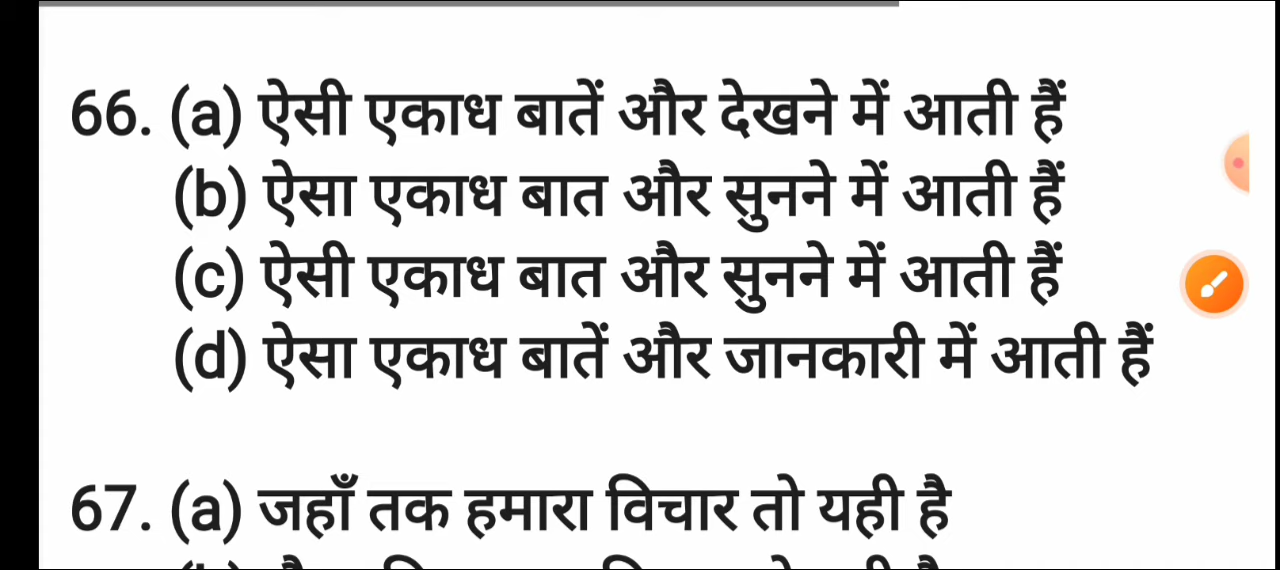 66. (a) ऐसी एकाध बातें और देखने में आती हैं
(b) ऐसा एकाध बात और सुनने में आती हैं
(c) ऐसी एकाध बात और सुनने में आती हैं
(d) ऐसा एकाध बातें और जानकारी में आती हैं
67. (a) जहाँ तक हमारा विचार तो यही है